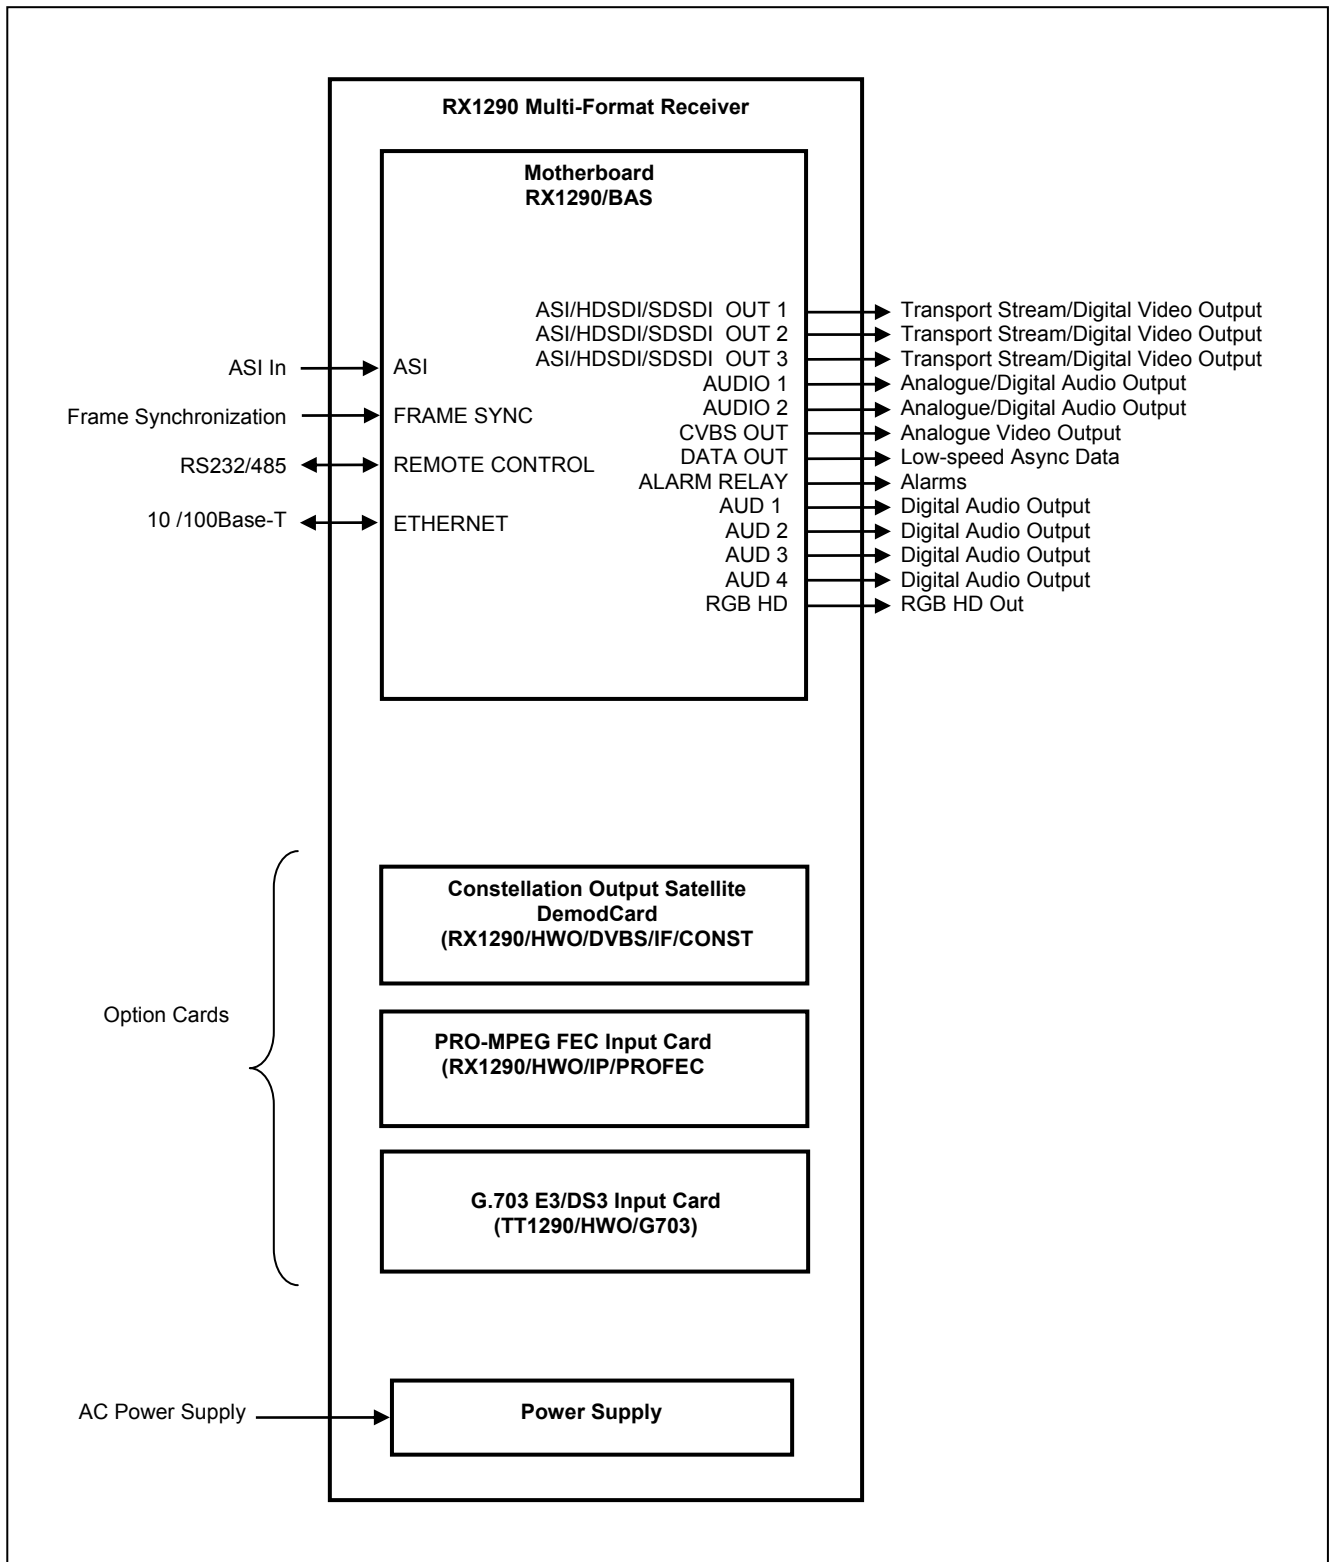 RX1290 Multi-Format Receiver
Motherboard
RX1290/BAS
ASI/HDSDI/SDSDI OUT 1 Transport Stream/Digital Video Output
ASI/HDSDI/SDSDI OUT 2 Transport Stream/Digital Video Output
ASI/HDSDI/SDSDI OUT 3 Transport Stream/Digital Video Output
ASI In ASI
AUDIO 1 Analogue/Digital Audio Output
AUDIO 2 Analogue/Digital Audio Output
Frame Synchronization FRAME SYNC
CVBS OUT Analogue Video Output
DATA OUT Low-speed Async Data
RS232/485 REMOTE CONTROL
ALARM RELAY Alarms
AUD 1 Digital Audio Output
10 /100Base-T ETHERNET
AUD 2 Digital Audio Output
AUD 3 Digital Audio Output
AUD 4 Digital Audio Output
RGB HD RGB HD Out
Constellation Output Satellite
DemodCard
(RX1290/HWO/DVBS/IF/CONST
Option Cards
PRO-MPEG FEC Input Card
(RX1290/HWO/IP/PROFEC
G.703 E3/DS3 Input Card
(TT1290/HWO/G703)
AC Power Supply Power Supply